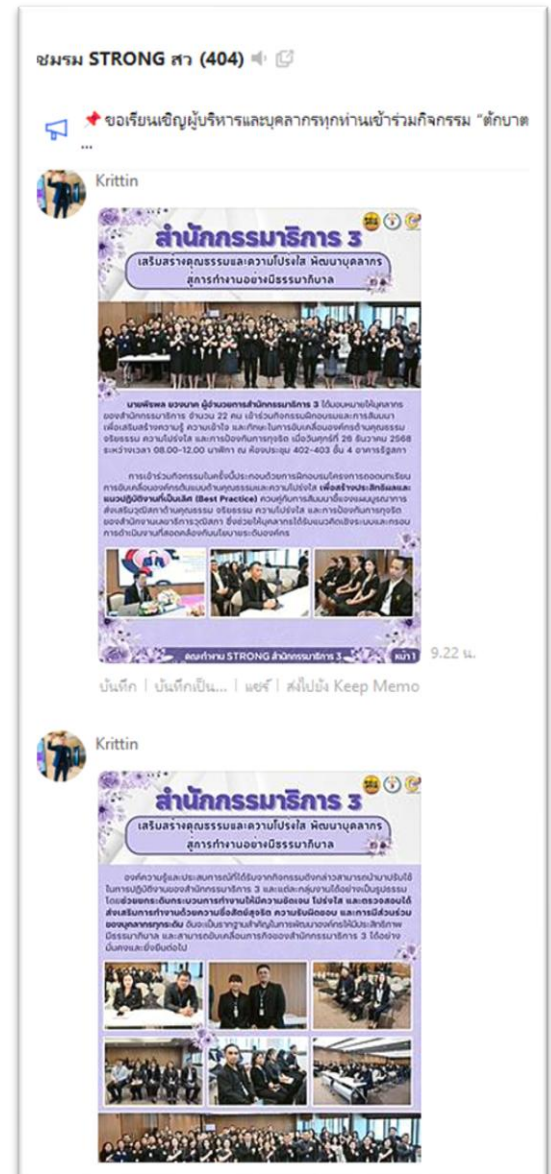 ชมรม STRONG สว (404)
📌 ขอเรียนเชิญผู้บริหารและบุคลากรทุกท่านเข้าร่วมกิจกรรม "ตักบาต
...
Krittin
สำนักกรรมาธิการ 3
เสริมสร้างคุณธรรมและความโปร่งใส พัฒนาบุคลากร
สู่การทำงานอย่างมีธรรมาภิบาล
นายพีรพล ยวงนาค ผู้อำนวยการสำนักกรรมาธิการ 3 ได้มอบหมายให้บุคลากร
ของสำนักกรรมาธิการ จำนวน 22 คน เข้าร่วมกิจกรรมฝึกอบรมและการสัมมนา
เพื่อเสริมสร้างความรู้ ความเข้าใจ และทักษะในการขับเคลื่อนองค์กรด้านคุณธรรม
จริยธรรม ความโปร่งใส และการป้องกันการทุจริต เมื่อวันศุกร์ที่ 26 ธันวาคม 2568
ระหว่างเวลา 08.00-12.00 นาฬิกา ณ ห้องประชุม 402-403 ชั้น 4 อาคารรัฐสภา
การเข้าร่วมกิจกรรมในครั้งนี้ประกอบด้วยการฝึกอบรมโครงการถอดบทเรียน
การขับเคลื่อนองค์กรต้นแบบด้านคุณธรรมและความโปร่งใส เพื่อสร้างประสิทธิผลและ
แนวปฏิบัติงานที่เป็นเลิศ (Best Practice) ควบคู่กับการสัมมนาชี้แจงแผนบูรณาการ
ส่งเสริมวุฒิสภาด้านคุณธรรม จริยธรรม ความโปร่งใส และการป้องกันการทุจริต
ของสำนักงานเลขาธิการวุฒิสภา ซึ่งช่วยให้บุคลากรได้รับแนวคิดเชิงระบบและกรอบ
การดำเนินงานที่สอดคล้องกับนโยบายระดับองค์กร
คณะทำงาน STRONG สำนักกรรมาธิการ 3
หน้า 1
9.22 น.
บันทึก | บันทึกเป็น... | แชร์ | ส่งไปยัง Keep Memo
Krittin
สำนักกรรมาธิการ 3
เสริมสร้างคุณธรรมและความโปร่งใส พัฒนาบุคลากร
สู่การทำงานอย่างมีธรรมาภิบาล
องค์ความรู้และประสบการณ์ที่ได้รับจากกิจกรรมดังกล่าวสามารถนำมาปรับใช้
ในการปฏิบัติงานของสำนักกรรมาธิการ 3 และแต่ละกลุ่มงานได้อย่างเป็นรูปธรรม
โดยช่วยยกระดับกระบวนการทำงานให้มีความชัดเจน โปร่งใส และตรวจสอบได้
ส่งเสริมการทำงานด้วยความซื่อสัตย์สุจริต ความรับผิดชอบ และการมีส่วนร่วม
ของบุคลากรทุกระดับ อันจะเป็นรากฐานสำคัญในการพัฒนาองค์กรให้มีประสิทธิภาพ
มีธรรมาภิบาล และสามารถขับเคลื่อนภารกิจของสำนักกรรมาธิการ 3 ได้อย่าง
มั่นคงและยั่งยืนต่อไป